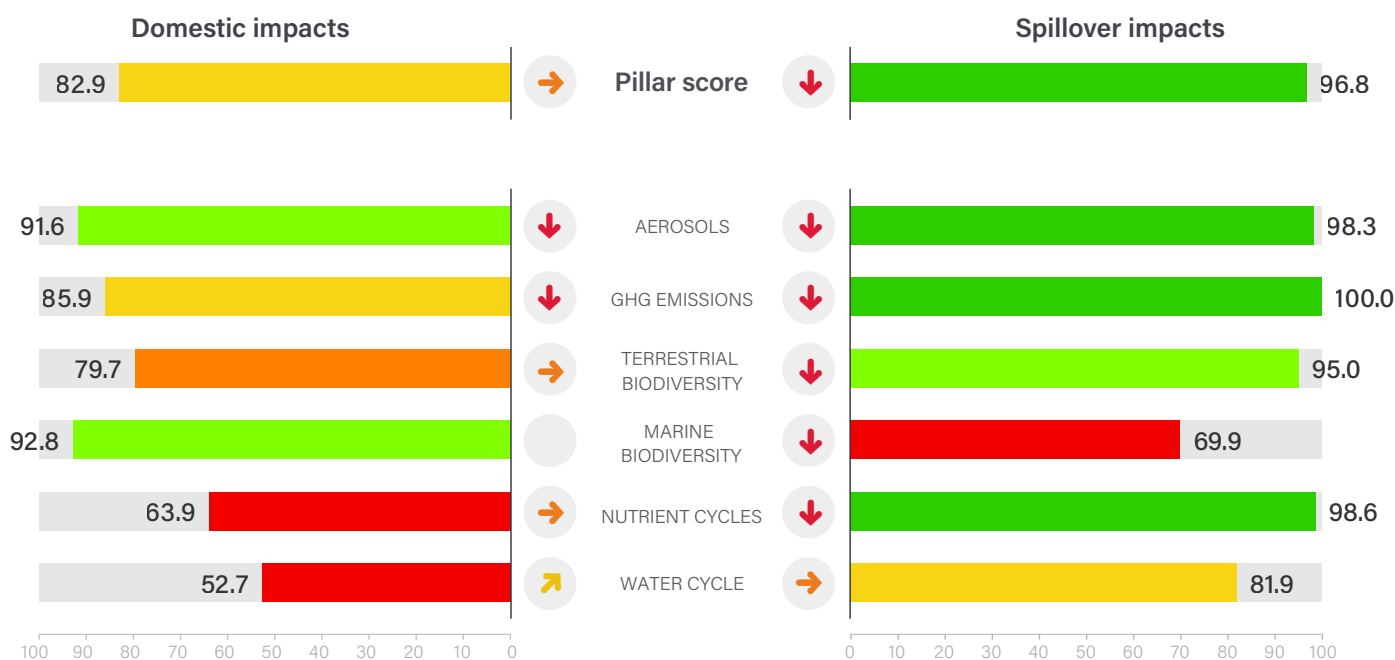 Domestic impacts Spillover impacts
82.9 Pillar score 96.8
91.6 AEROSOLS 98.3
85.9 GHG EMISSIONS 100.0
79.7 TERRESTRIAL 95.0
BIODIVERSITY
92.8 MARINE 69.9
BIODIVERSITY
63.9 NUTRIENT CYCLES 98.6
52.7 WATER CYCLE 81.9
100 90 80 70 60 50 40 30 20 10 0 0 10 20 30 40 50 60 70 80 90 100